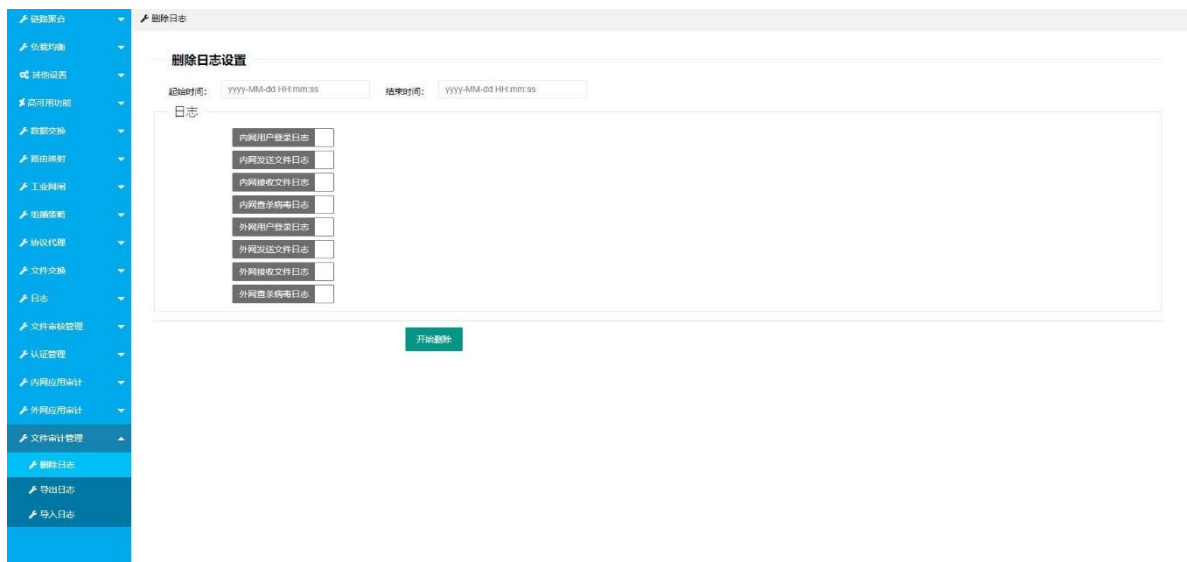 链路聚合
负载均衡
其他设置
高可用功能
数据交换
路由映射
工业网闸
组播策略
协议代理
文件交换
日志
文件审核管理
认证管理
内网应用审计
外网应用审计
文件审计管理
删除日志
导出日志
导入日志
删除日志
删除日志设置
起始时间： yyyy-MM-dd HH:mm:ss 结束时间： yyyy-MM-dd HH:mm:ss
日志
内网用户登录日志
内网发送文件日志
内网接收文件日志
内网查杀病毒日志
外网用户登录日志
外网发送文件日志
外网接收文件日志
外网查杀病毒日志
开始删除